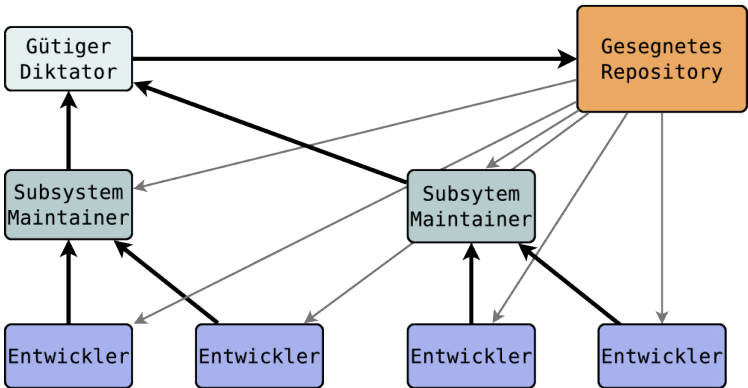 Gütiger
Diktator
Gesegnetes
Repository
Subsystem
Maintainer
Subsytem
Maintainer
Entwickler
Entwickler
Entwickler
Entwickler